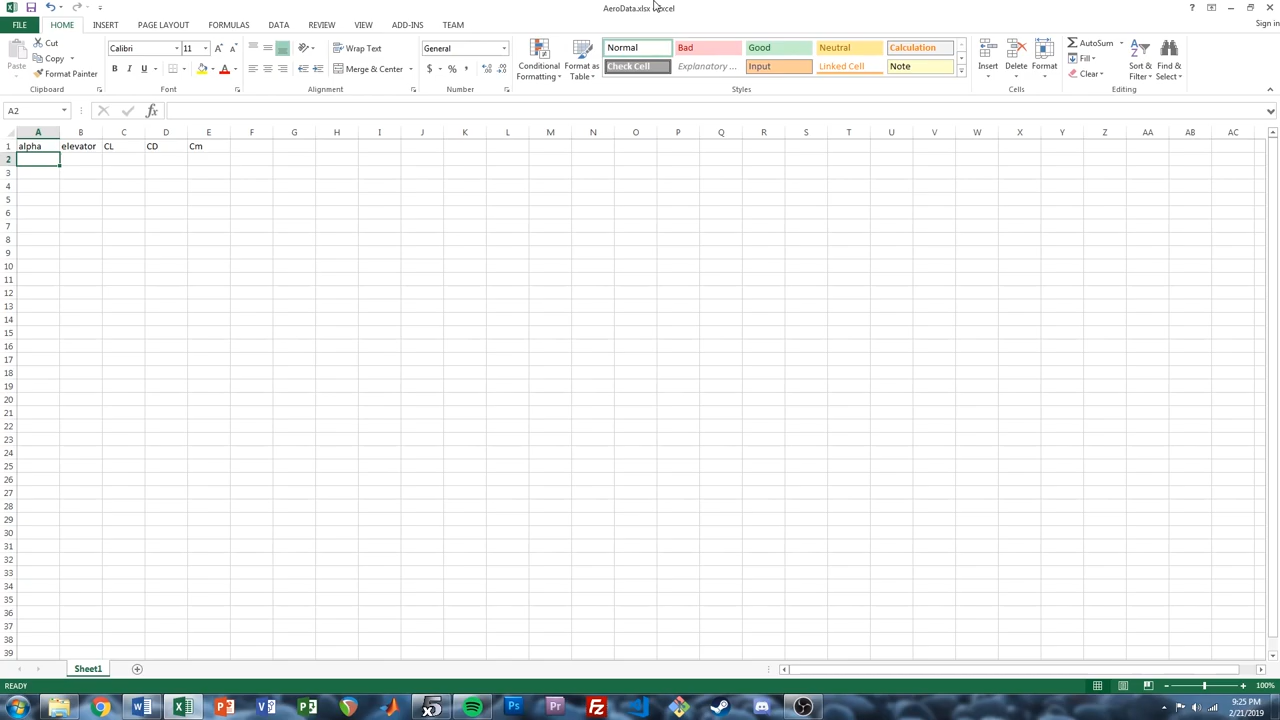 AeroData.xlsx - Excel
Sign in
FILE HOME INSERT PAGE LAYOUT FORMULAS DATA REVIEW VIEW ADD-INS TEAM
Cut
Copy
Format Painter
Paste
Clipboard
Calibri 11
B I U
Font
Wrap Text
Merge & Center
Alignment
General
$ % ,
Number
Conditional
Formatting
Format as
Table
Normal Bad Good Neutral Calculation
Check Cell Explanatory ... Input Linked Cell Note
Styles
Insert Delete Format
Cells
AutoSum
Fill
Clear
Sort &
Filter
Find &
Select
Editing
A2
fx
A B C D E F G H I J K L M N O P Q R S T U V W X Y Z AA AB AC
1 alpha elevator CL CD Cm
2
3
4
5
6
7
8
9
10
11
12
13
14
15
16
17
18
19
20
21
22
23
24
25
26
27
28
29
30
31
32
33
34
35
36
37
38
39
Sheet1
READY
100%
9:25 PM
2/21/2019